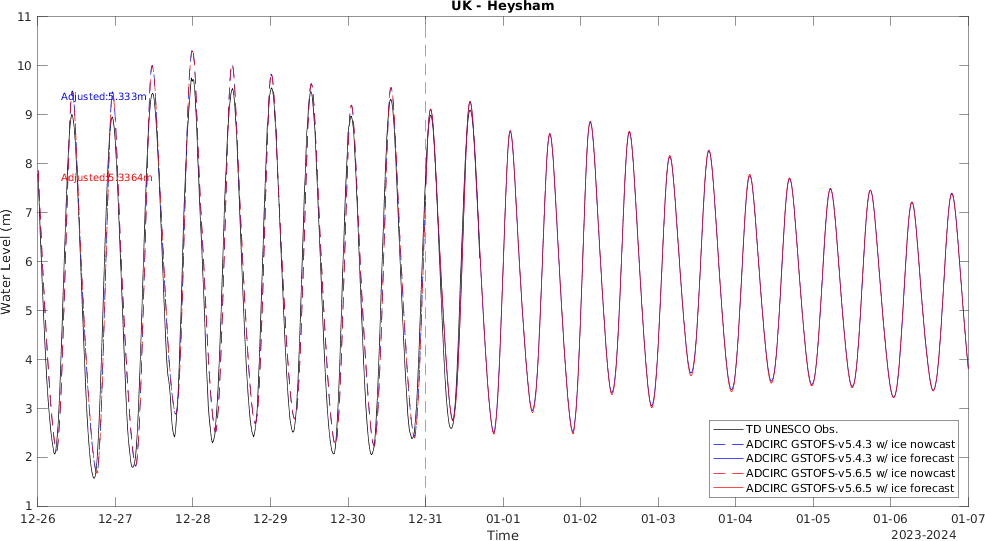 UK - Heysham
11
10
9
8
7
6
5
4
3
2
1
Water Level (m)
Adjusted:5.333m
Adjusted:5.3364m
TD UNESCO Obs.
ADCIRC GSTOFS-v5.4.3 w/ ice nowcast
ADCIRC GSTOFS-v5.4.3 w/ ice forecast
ADCIRC GSTOFS-v5.6.5 w/ ice nowcast
ADCIRC GSTOFS-v5.6.5 w/ ice forecast
12-26 12-27 12-28 12-29 12-30 12-31 01-01 01-02 01-03 01-04 01-05 01-06 01-07
Time
2023-2024